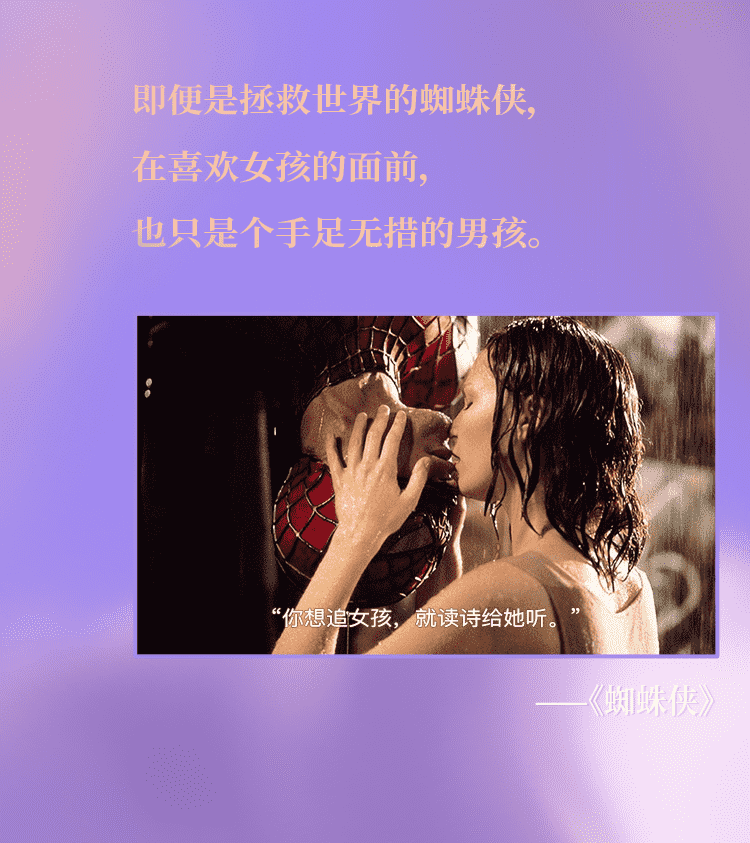 即便是拯救世界的蜘蛛侠，
在喜欢女孩的面前，
也只是个手足无措的男孩。
“你想追女孩，就读诗给她听。”
——《蜘蛛侠》